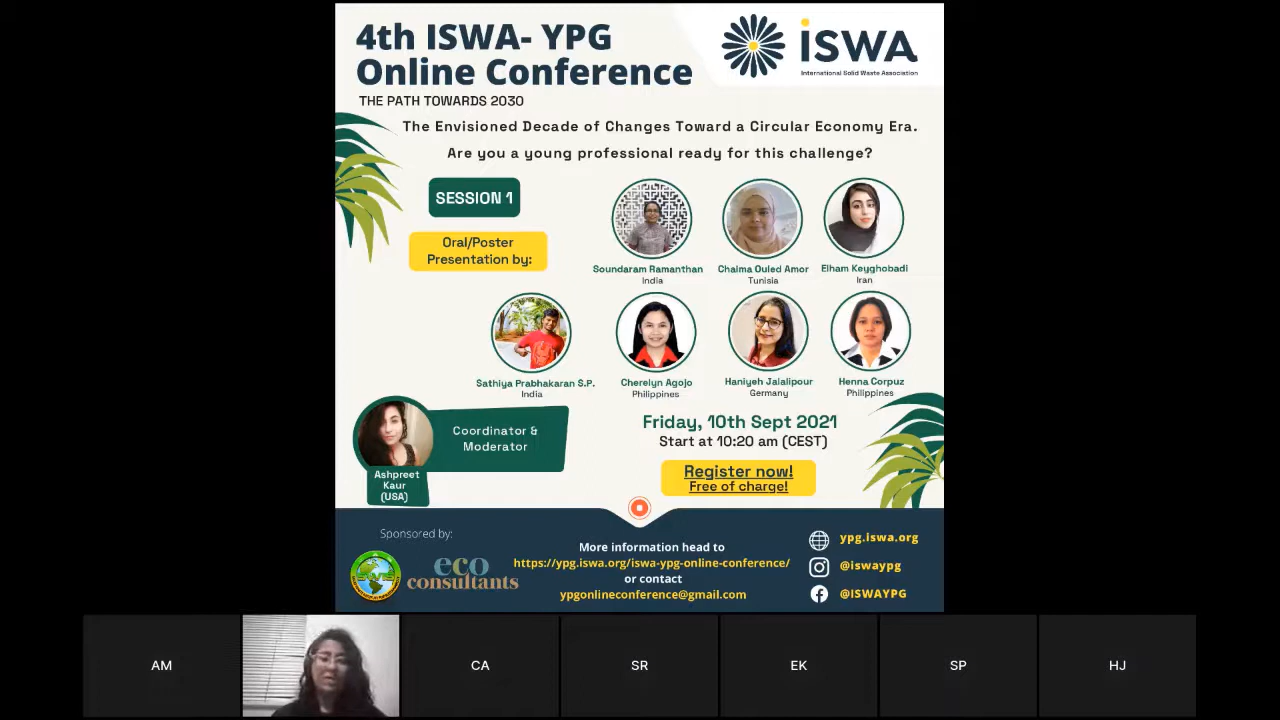 4th ISWA- YPG
Online Conference
THE PATH TOWARDS 2030
iSWA
International Solid Waste Association
The Envisioned Decade of Changes Toward a Circular Economy Era.
Are you a young professional ready for this challenge?
SESSION 1
Oral/Poster
Presentation by:
Soundaram Ramanthan
India
Chaima Ouled Amor
Tunisia
Elham Keyghobadi
Iran
Sathiya Prabhakaran S.P.
India
Cherelyn Agojo
Philippines
Haniyeh Jalalipour
Germany
Henna Corpuz
Philippines
Coordinator &
Moderator
Ashpreet
Kaur
(USA)
Friday, 10th Sept 2021
Start at 10:20 am (CEST)
Register now!
Free of charge!
Sponsored by:
eco
consultants
More information head to
https://ypg.iswa.org/iswa-ypg-online-conference/
or contact
ypgonlineconference@gmail.com
ypg.iswa.org
@iswaypg
@ISWAYPG
AM
CA
SR
EK
SP
HJ